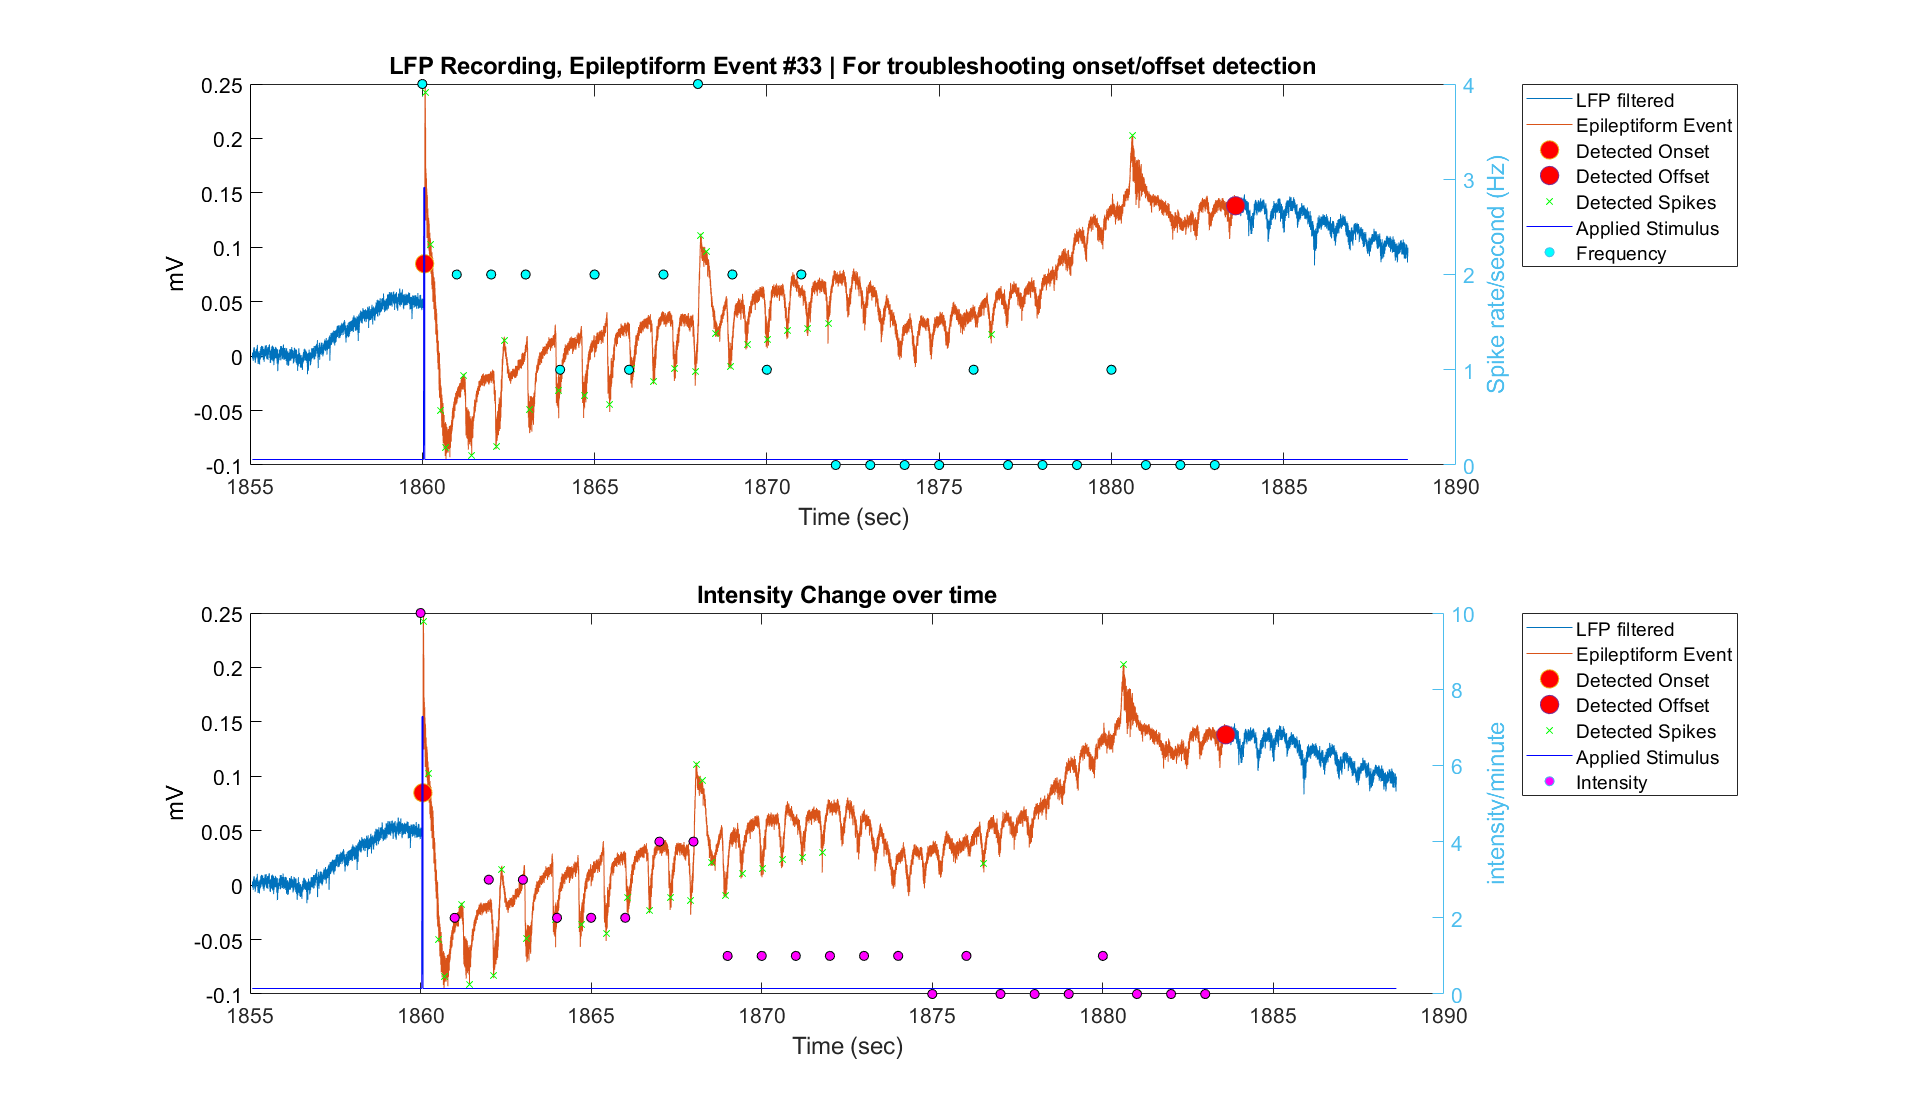 LFP Recording, Epileptiform Event #33 | For troubleshooting onset/offset detection
0.25
0.2
0.15
0.1
0.05
0
-0.05
-0.1
mV
1855
1860
1865
1870
1875
1880
1885
1890
Time (sec)
4
3
2
1
0
Spike rate/second (Hz)
LFP filtered
Epileptiform Event
Detected Onset
Detected Offset
Detected Spikes
Applied Stimulus
Frequency
Intensity Change over time
0.25
0.2
0.15
0.1
0.05
0
-0.05
-0.1
mV
1855
1860
1865
1870
1875
1880
1885
1890
Time (sec)
10
8
6
4
2
0
intensity/minute
LFP filtered
Epileptiform Event
Detected Onset
Detected Offset
Detected Spikes
Applied Stimulus
Intensity